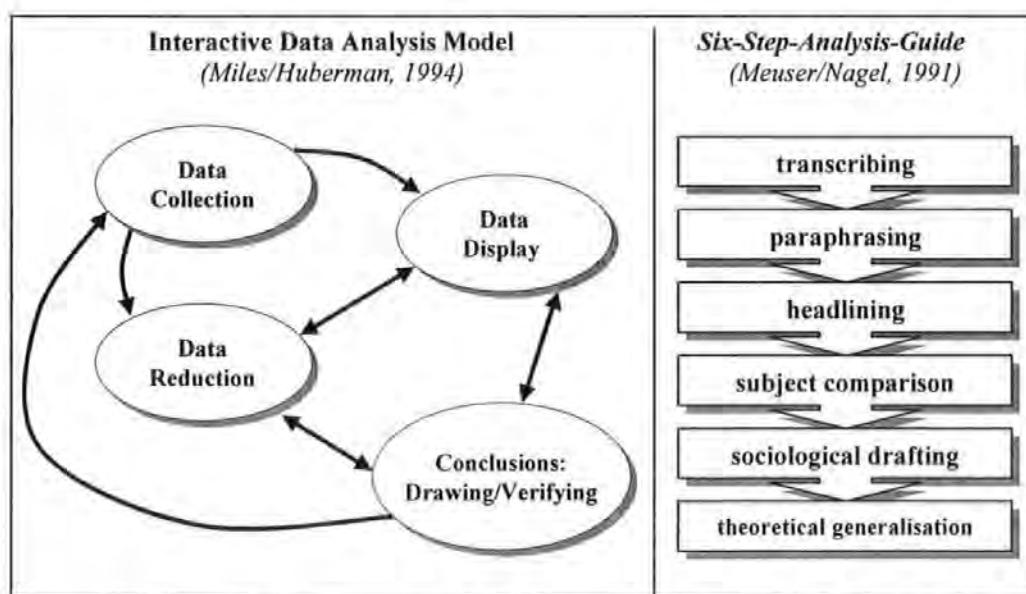 Interactive Data Analysis Model
(Miles/Huberman, 1994)
Data
Collection
Data
Display
Data
Reduction
Conclusions:
Drawing/Verifying
Six-Step-Analysis-Guide
(Meuser/Nagel, 1991)
transcribing
paraphrasing
headlining
subject comparison
sociological drafting
theoretical generalisation